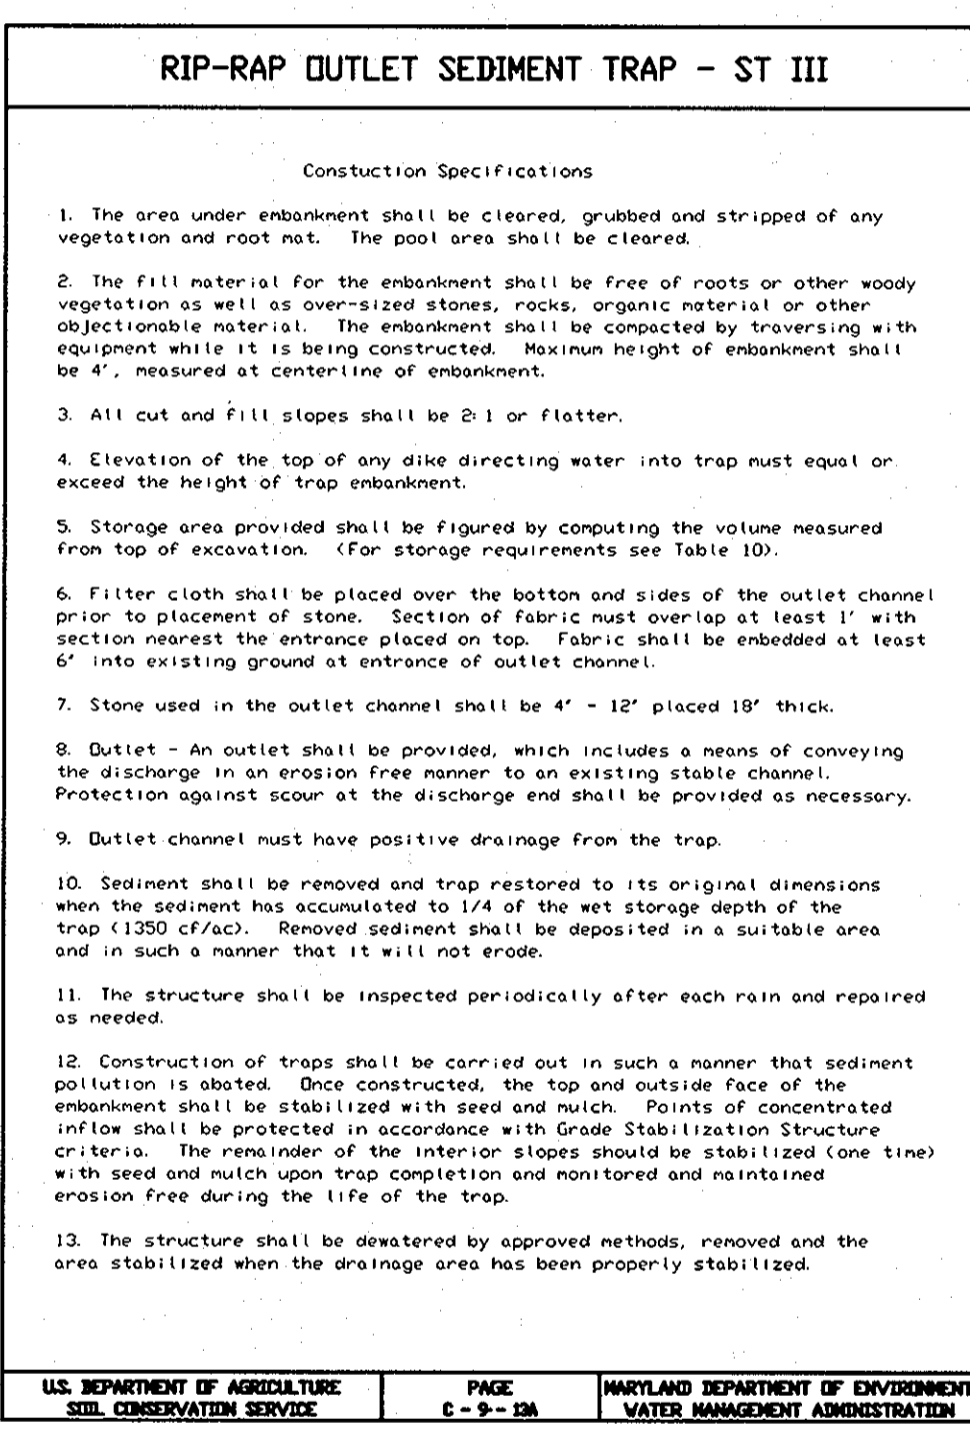 RIP-RAP OUTLET SEDIMENT TRAP - ST III
Constuction Specifications
1. The area under embankment shall be cleared, grubbed and stripped of any
vegetation and root mat. The pool area shall be cleared.
2. The fill material for the embankment shall be free of roots or other woody
vegetation as well as over-sized stones, rocks, organic material or other
objectionable material. The embankment shall be compacted by traversing with
equipment while it is being constructed. Maximum height of embankment shall
be 4', measured at centerline of embankment.
3. All cut and fill slopes shall be 2:1 or flatter.
4. Elevation of the top of any dike directing water into trap must equal or
exceed the height of trap embankment.
5. Storage area provided shall be figured by computing the volume measured
from top of excavation. (For storage requirements see Table 10).
6. Filter cloth shall be placed over the bottom and sides of the outlet channel
prior to placement of stone. Section of fabric must overlap at least 1' with
section nearest the entrance placed on top. Fabric shall be embedded at least
6' into existing ground at entrance of outlet channel.
7. Stone used in the outlet channel shall be 4' - 12' placed 18' thick.
8. Outlet - An outlet shall be provided, which includes a means of conveying
the discharge in an erosion free manner to an existing stable channel.
Protection against scour at the discharge end shall be provided as necessary.
9. Outlet channel must have positive drainage from the trap.
10. Sediment shall be removed and trap restored to its original dimensions
when the sediment has accumulated to 1/4 of the wet storage depth of the
trap (1350 cf/ac). Removed sediment shall be deposited in a suitable area
and in such a manner that it will not erode.
11. The structure shall be inspected periodically after each rain and repaired
as needed.
12. Construction of traps shall be carried out in such a manner that sediment
pollution is abated. Once constructed, the top and outside face of the
embankment shall be stabilized with seed and mulch. Points of concentrated
inflow shall be protected in accordance with Grade Stabilization Structure
criteria. The remainder of the interior slopes should be stabilized (one time)
with seed and mulch upon trap completion and monitored and maintained
erosion free during the life of the trap.
13. The structure shall be dewatered by approved methods, removed and the
area stabilized when the drainage area has been properly stabilized.
U.S. DEPARTMENT OF AGRICULTURE
SOIL CONSERVATION SERVICE
PAGE
C - 9 - 13A
MARYLAND DEPARTMENT OF ENVIRONMENT
WATER MANAGEMENT ADMINISTRATION